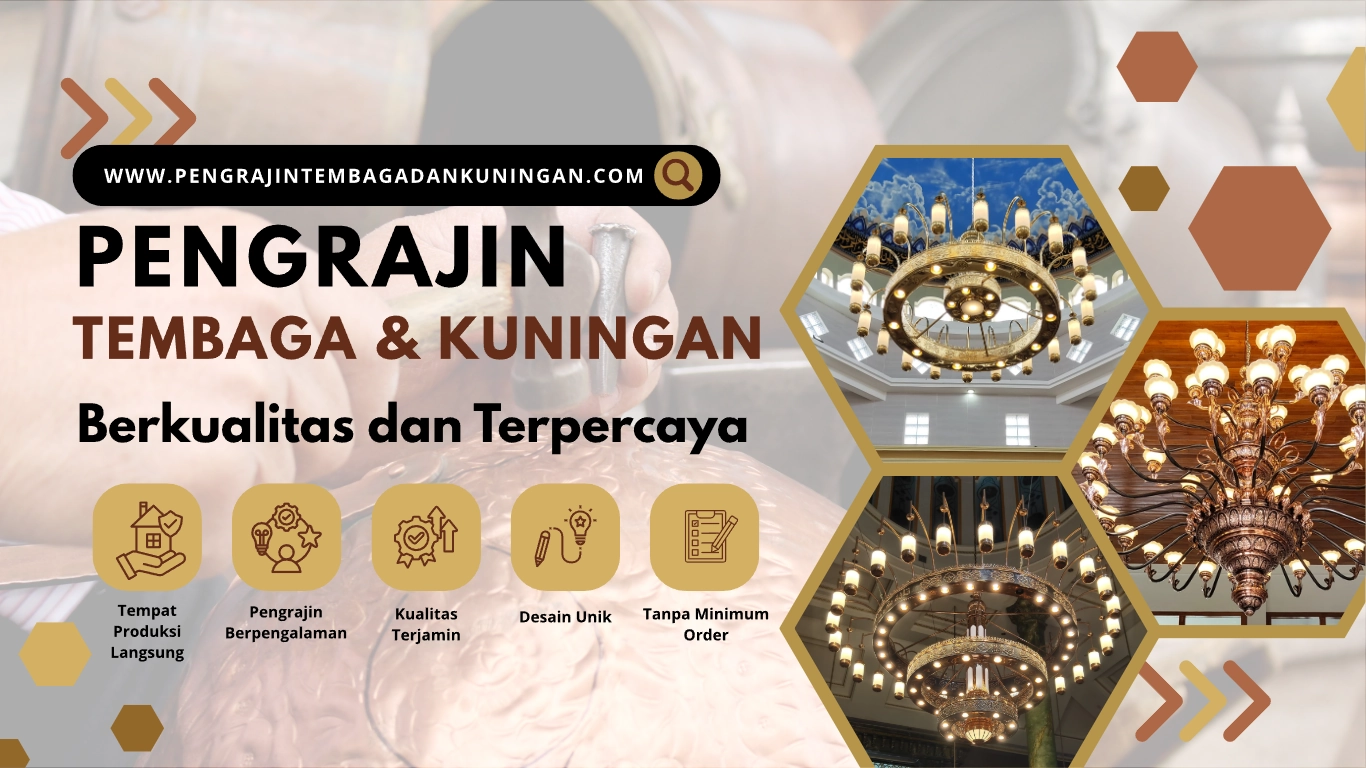 WWW.PENGRAJINTEMBAGADANKUNINGAN.COM
PENGRAJIN
TEMBAGA & KUNINGAN
Berkualitas dan Terpercaya
Tempat
Produksi
Langsung
Pengrajin
Berpengalaman
Kualitas
Terjamin
Desain Unik
Tanpa Minimum
Order